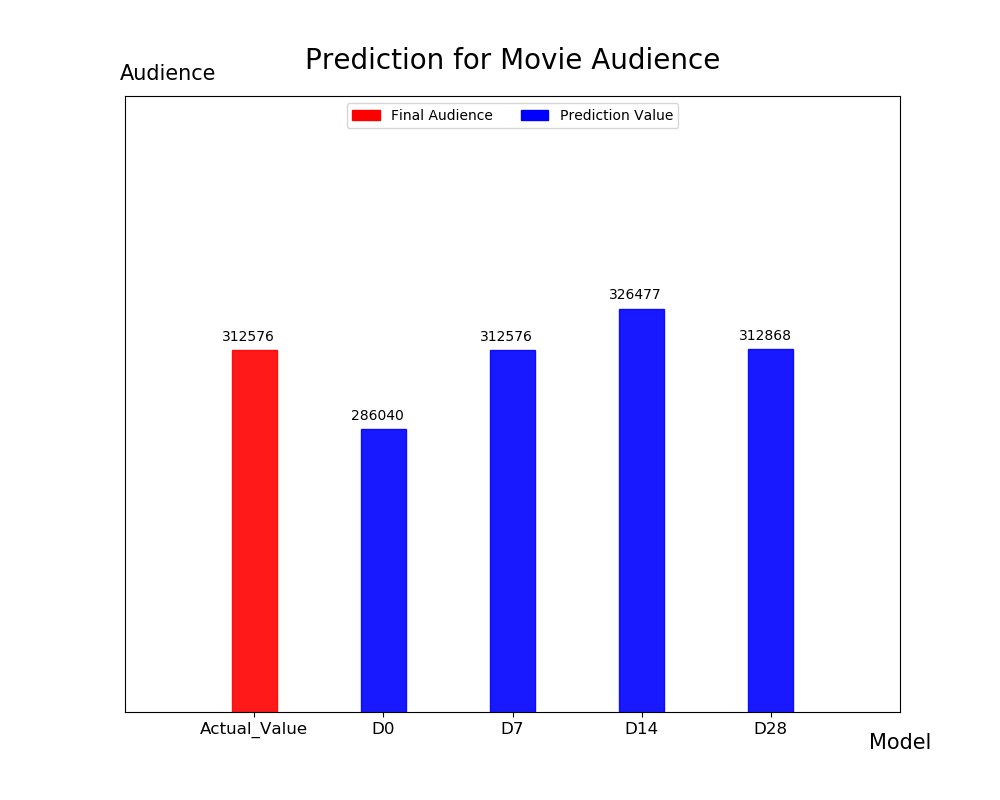 Prediction for Movie Audience
Audience
Final Audience
Prediction Value
312576
286040
312576
326477
312868
Actual_Value
D0
D7
D14
D28
Model